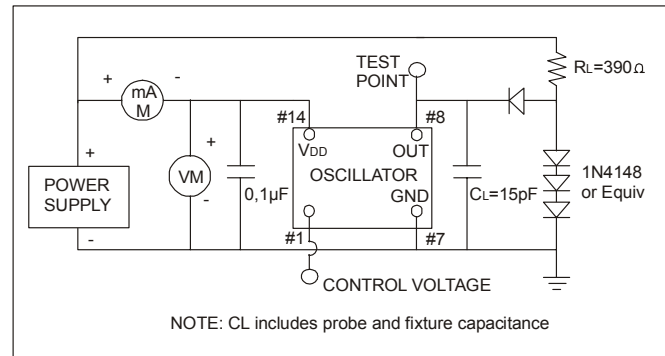 TEST
POINT
RL=390Ω
+ -
mA
M
#14 #8
+
VDD OUT
+
1N4148
or Equiv
POWER
SUPPLY
VM
0,1µF
OSCILLATOR
CL=15pF
GND
-
-
#1 #7
CONTROL VOLTAGE
NOTE: CL includes probe and fixture capacitance